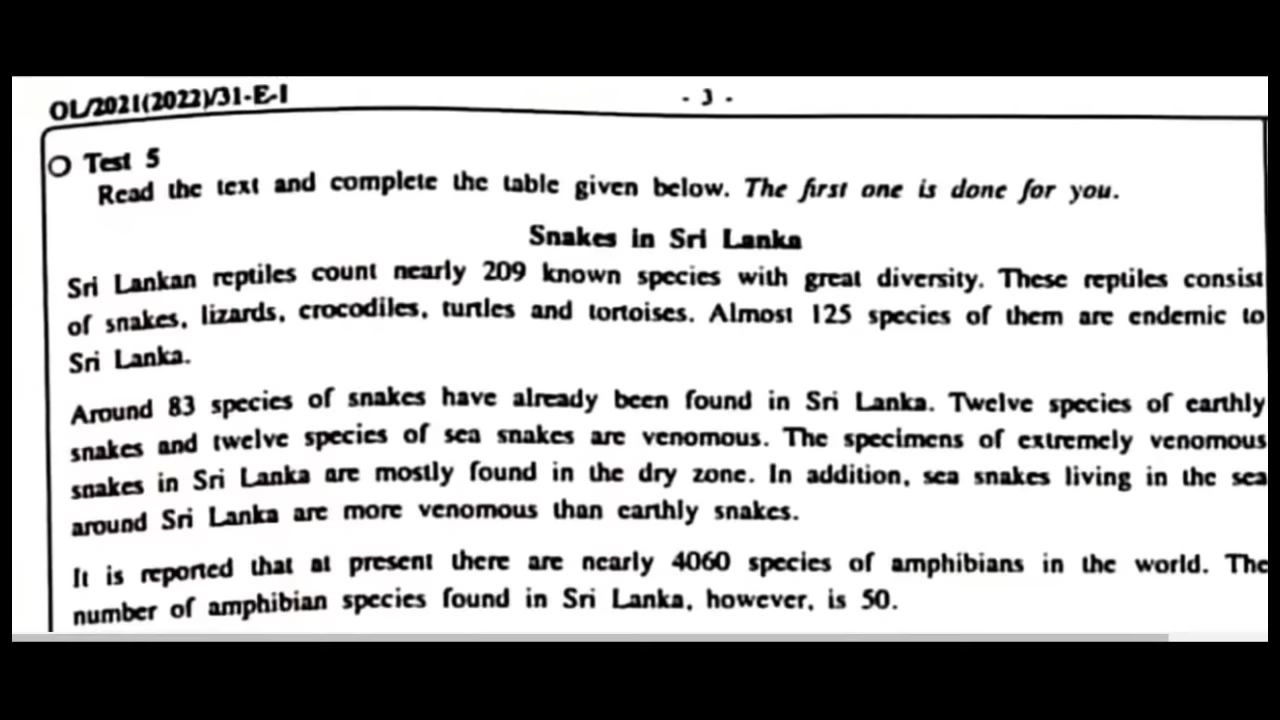 OL/2021(2022)/31-E-I
- 3 -
Test 5
Read the text and complete the table given below. The first one is done for you.
Snakes in Sri Lanka
Sri Lankan reptiles count nearly 209 known species with great diversity. These reptiles consist
of snakes, lizards, crocodiles, turtles and tortoises. Almost 125 species of them are endemic to
Sri Lanka.
Around 83 species of snakes have already been found in Sri Lanka. Twelve species of earthly
snakes and twelve species of sea snakes are venomous. The specimens of extremely venomous
snakes in Sri Lanka are mostly found in the dry zone. In addition, sea snakes living in the sea
around Sri Lanka are more venomous than earthly snakes.
It is reported that at present there are nearly 4060 species of amphibians in the world. The
number of amphibian species found in Sri Lanka, however, is 50.